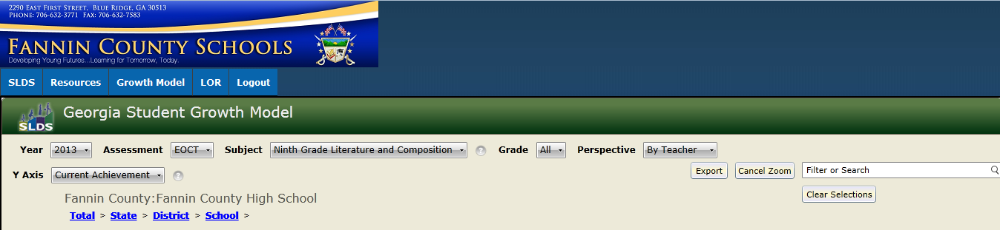 2290 EAST FIRST STREET, BLUE RIDGE, GA 30513
PHONE: 706-632-3771 FAX: 706-632-7583
FANNIN COUNTY SCHOOLS
Developing Young Futures...Learning for Tomorrow, Today.
SLDS Resources Growth Model LOR Logout
SLDS Georgia Student Growth Model
Year 2013 Assessment EOCT Subject Ninth Grade Literature and Composition ? Grade All Perspective By Teacher
Y Axis Current Achievement ? Export Cancel Zoom Filter or Search
Clear Selections
Fannin County:Fannin County High School
Total > State > District > School >